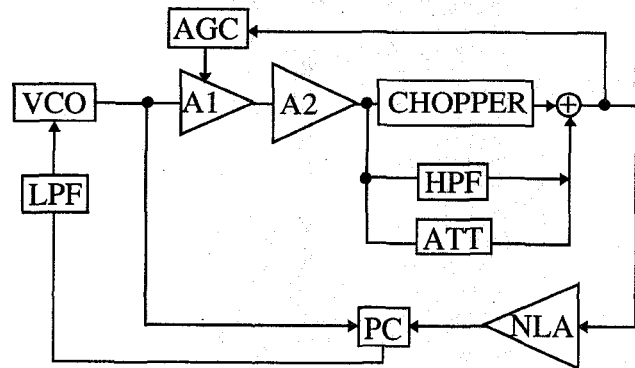 AGC
VCO
A1
A2
CHOPPER
LPF
HPF
ATT
PC
NLA